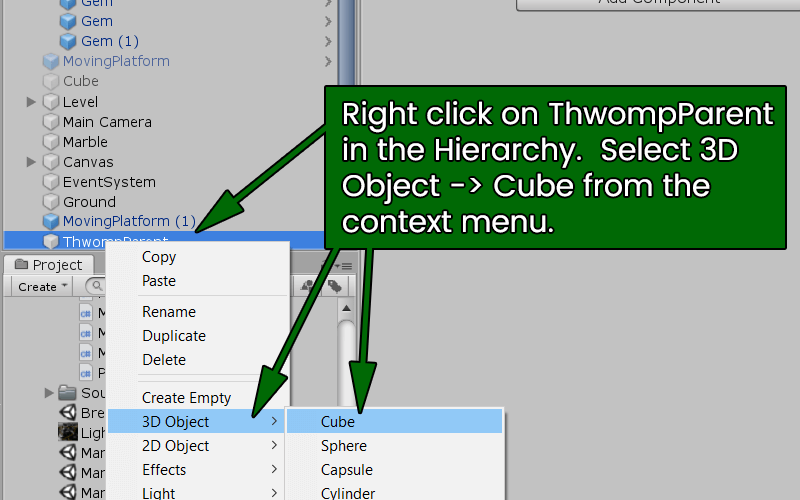 Gem
Gem
Gem (1)
MovingPlatform
Cube
Level
Main Camera
Marble
Canvas
EventSystem
Ground
MovingPlatform (1)
ThwompParent
Add Component
Right click on ThwompParent
in the Hierarchy. Select 3D
Object -> Cube from the
context menu.
Project
Create
M
M
M
P
Sou
Bre
Ligh
Mar
Mar
Mar
Copy
Paste
Rename
Duplicate
Delete
Create Empty
3D Object
2D Object
Effects
Light
Cube
Sphere
Capsule
Cylinder